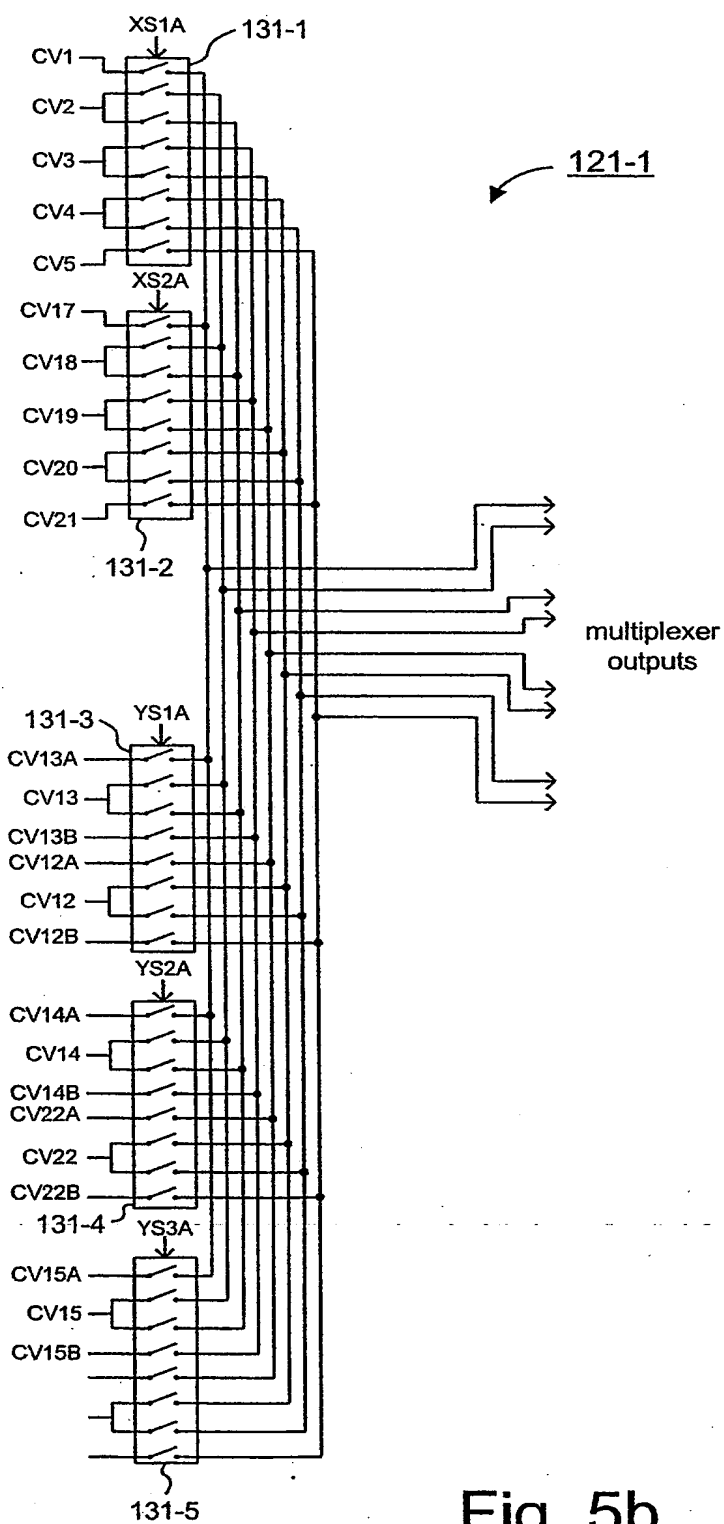 XS1A
131-1
CV1
CV2
CV3
CV4
CV5
121-1
XS2A
CV17
CV18
CV19
CV20
CV21
131-2
multiplexer
outputs
131-3
YS1A
CV13A
CV13
CV13B
CV12A
CV12
CV12B
YS2A
CV14A
CV14
CV14B
CV22A
CV22
CV22B
131-4
YS3A
CV15A
CV15
CV15B
131-5
Fig. 5b